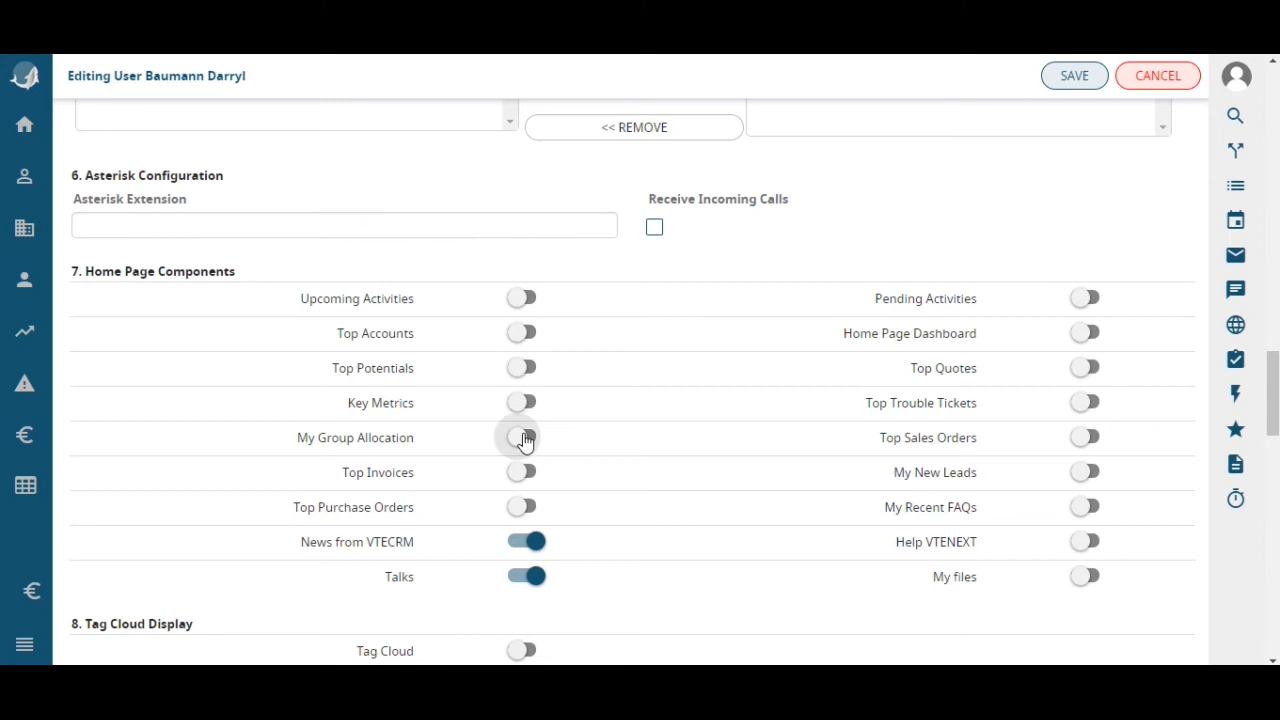 Editing User Baumann Darryl
SAVE
CANCEL
<< REMOVE
6. Asterisk Configuration
Asterisk Extension
Receive Incoming Calls
7. Home Page Components
Upcoming Activities
Pending Activities
Top Accounts
Home Page Dashboard
Top Potentials
Top Quotes
Key Metrics
Top Trouble Tickets
My Group Allocation
Top Sales Orders
Top Invoices
My New Leads
Top Purchase Orders
My Recent FAQs
News from VTECRM
Help VTENEXT
Talks
My files
8. Tag Cloud Display
Tag Cloud